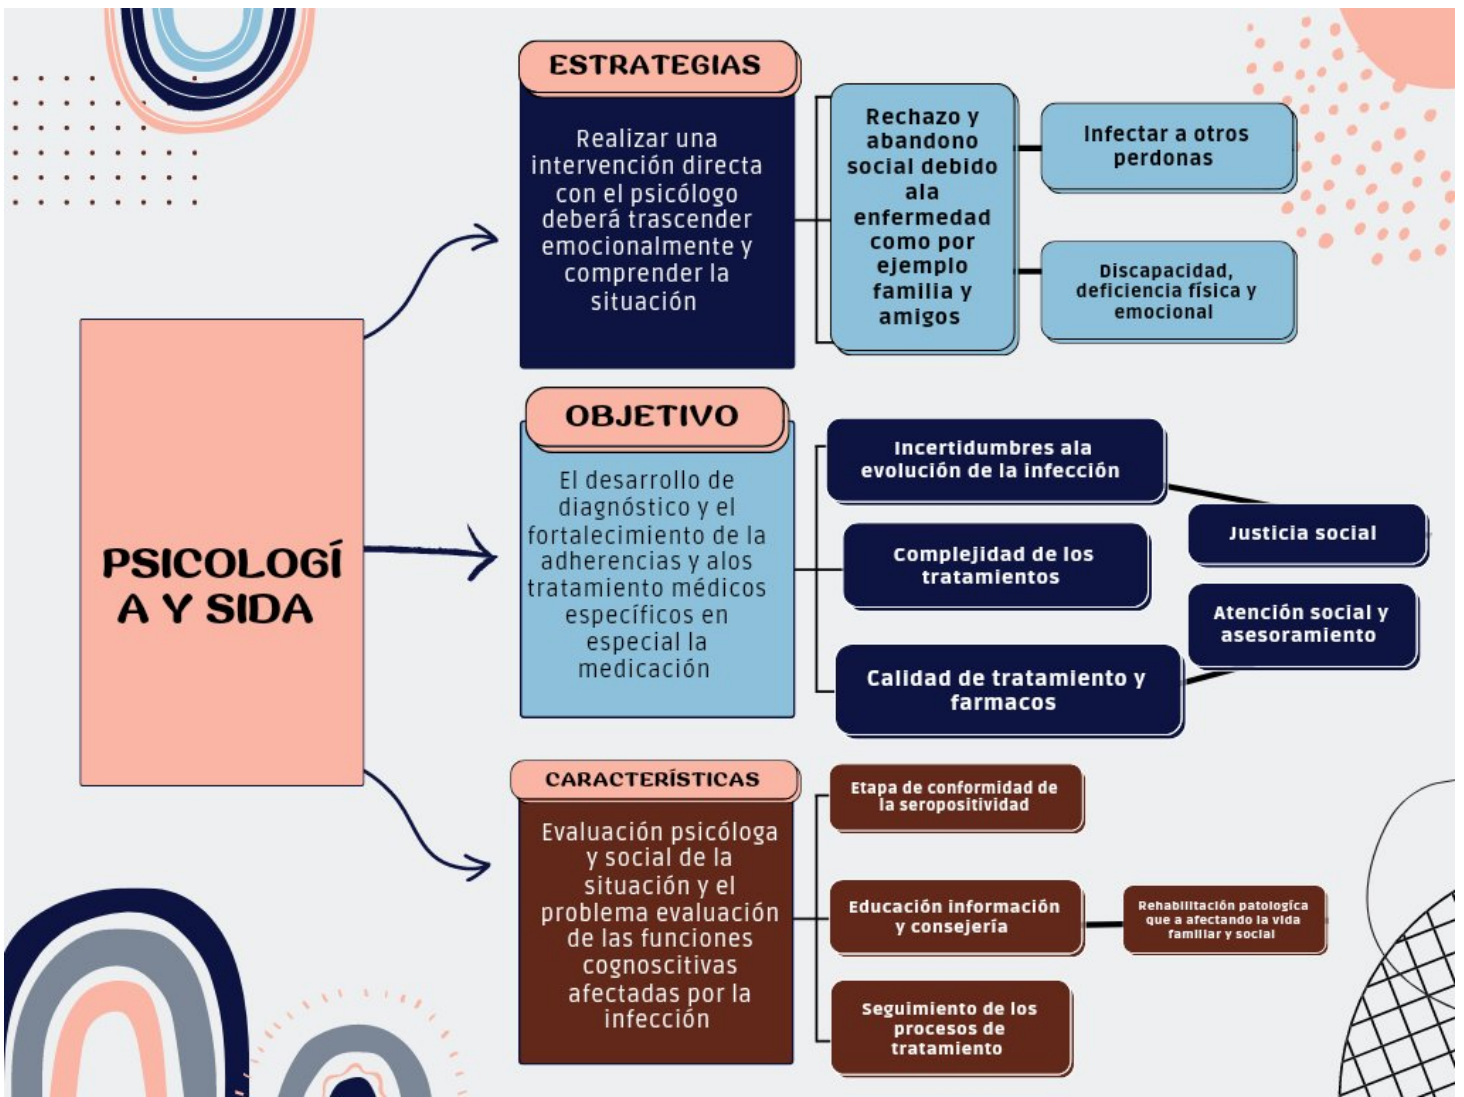 PSICOLOGÍ
A Y SIDA
ESTRATEGIAS
Realizar una
intervención directa
con el psicólogo
deberá trascender
emocionalmente y
comprender la
situación
Rechazo y
abandono
social debido
ala
enfermedad
como por
ejemplo
familia y
amigos
Infectar a otros
perdonas
Discapacidad,
deficiencia física y
emocional
OBJETIVO
El desarrollo de
diagnóstico y el
fortalecimiento de la
adherencias y alos
tratamiento médicos
específicos en
especial la
medicación
Incertidumbres ala
evolución de la infección
Complejidad de los
tratamientos
Calidad de tratamiento y
farmacos
Justicia social
Atención social y
asesoramiento
CARACTERÍSTICAS
Evaluación psicóloga
y social de la
situación y el
problema evaluación
de las funciones
cognoscitivas
afectadas por la
infección
Etapa de conformidad de
la seropositividad
Educación información
y consejería
Rehabilitación patologíca
que a afectando la vida
familiar y social
Seguimiento de los
procesos de
tratamiento